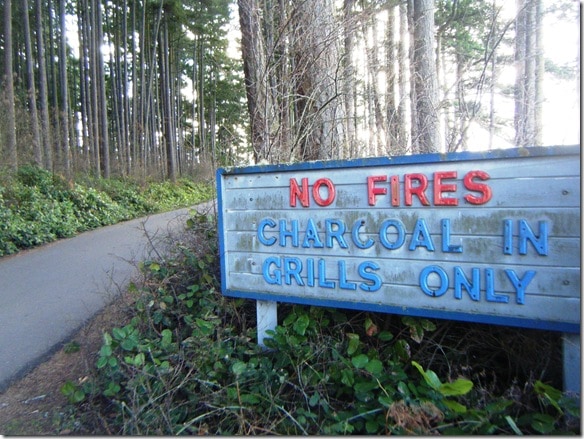 NO FIRES
CHARCOAL IN
GRILLS ONLY